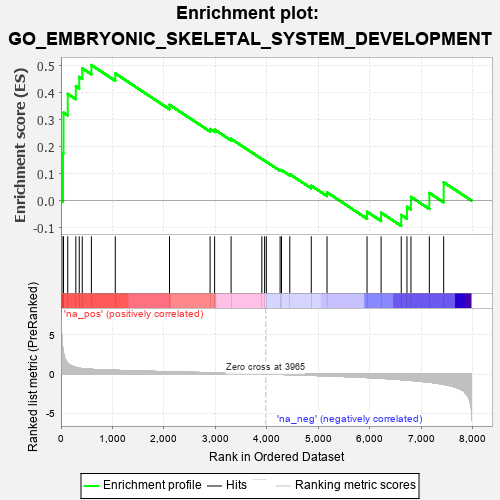 Enrichment plot:
GO_EMBRYONIC_SKELETAL_SYSTEM_DEVELOPMENT
Enrichment score (ES)
0.5
0.4
0.3
0.2
0.1
0.0
-0.1
'na_pos' (positively correlated)
Ranked list metric (PreRanked)
5
0
-5
Zero cross at 3965
'na_neg' (negatively correlated)
0 1,000 2,000 3,000 4,000 5,000 6,000 7,000 8,000
Rank in Ordered Dataset
Enrichment profile Hits Ranking metric scores